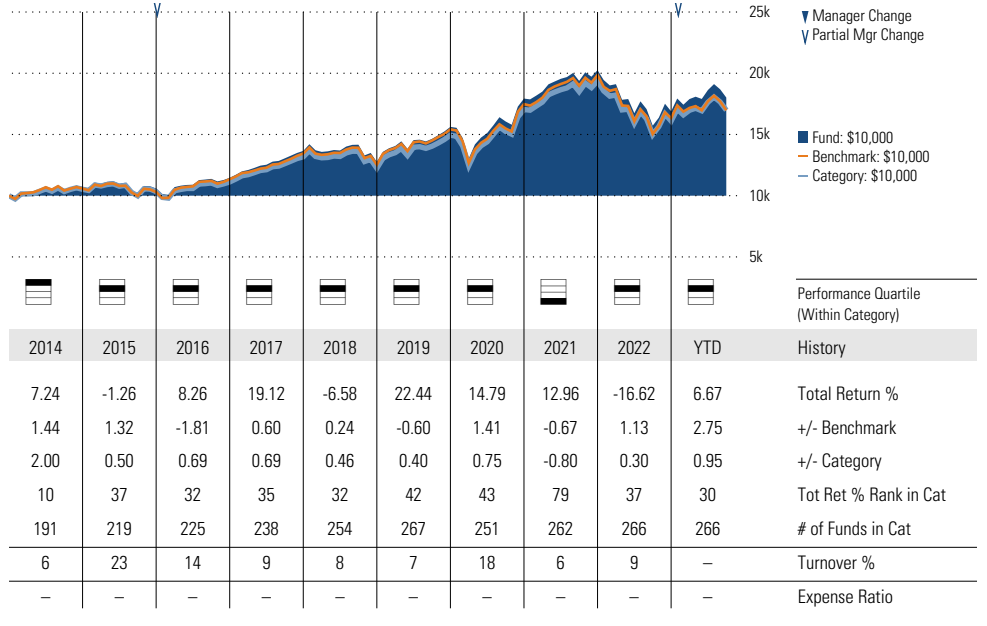 25k
20k
15k
10k
5k
Manager Change
Partial Mgr Change
Fund: $10,000
Benchmark: $10,000
Category: $10,000
Performance Quartile
(Within Category)
2014 2015 2016 2017 2018 2019 2020 2021 2022 YTD History
7.24 -1.26 8.26 19.12 -6.58 22.44 14.79 12.96 -16.62 6.67 Total Return %
1.44 1.32 -1.81 0.60 0.24 -0.60 1.41 -0.67 1.13 2.75 +/- Benchmark
2.00 0.50 0.69 0.69 0.46 0.40 0.75 -0.80 0.30 0.95 +/- Category
10 37 32 35 32 42 43 79 37 30 Tot Ret % Rank in Cat
191 219 225 238 254 267 251 262 266 266 # of Funds in Cat
6 23 14 9 8 7 18 6 9 – Turnover %
– – – – – – – – – – Expense Ratio